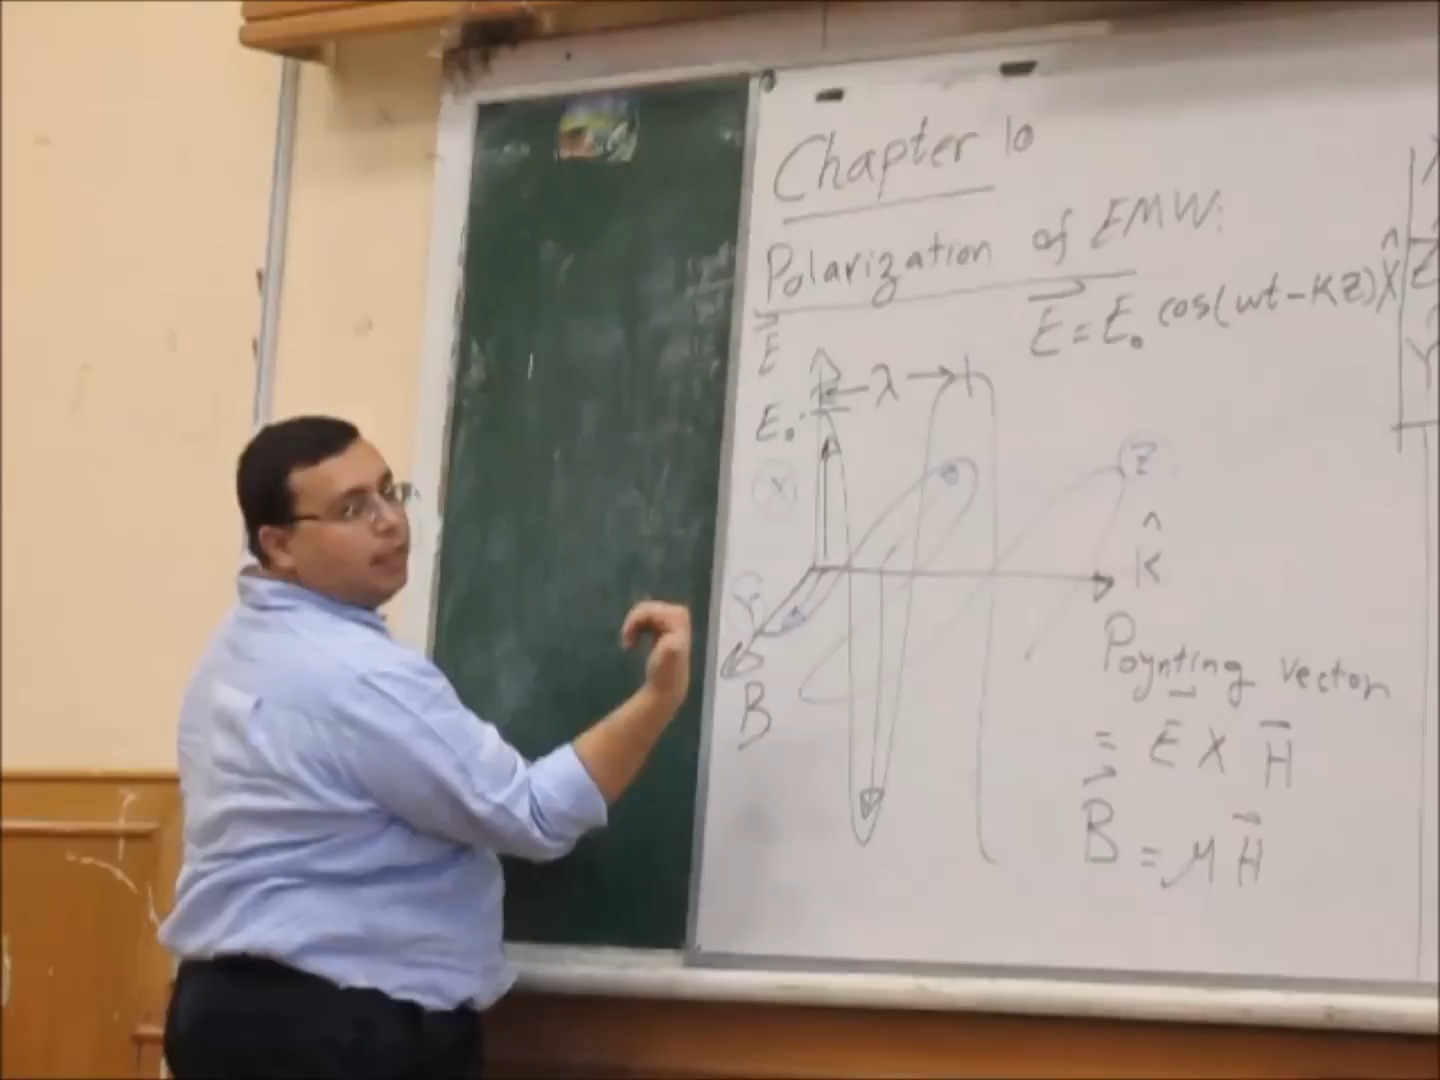 Chapter 10
Polarization of EMW:
E⃗ = E₀ cos(wt - KZ) X̂
E⃗
λ
E₀
X
Z
K̂
Y
B
Poynting vector
= E⃗ X H⃗
B⃗ = μ H⃗